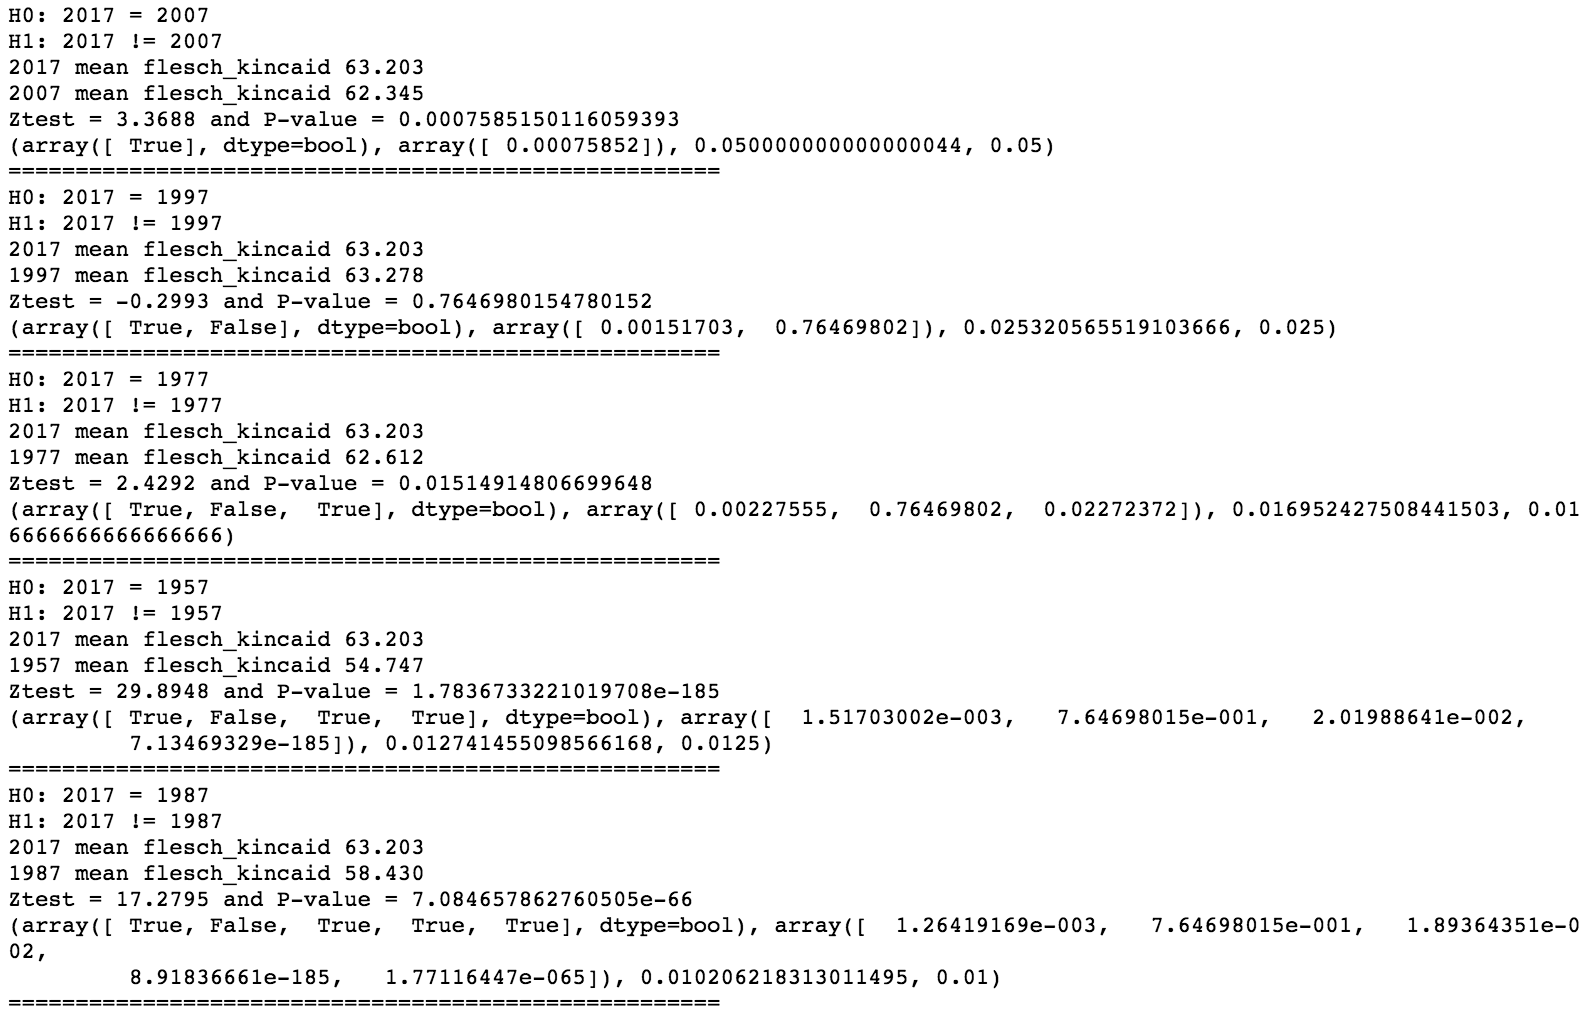 H0: 2017 = 2007
H1: 2017 != 2007
2017 mean flesch_kincaid 63.203
2007 mean flesch_kincaid 62.345
Ztest = 3.3688 and P-value = 0.0007585150116059393
(array([ True], dtype=bool), array([ 0.00075852]), 0.050000000000000044, 0.05)
=====================================================
H0: 2017 = 1997
H1: 2017 != 1997
2017 mean flesch_kincaid 63.203
1997 mean flesch_kincaid 63.278
Ztest = -0.2993 and P-value = 0.7646980154780152
(array([ True, False], dtype=bool), array([ 0.00151703,  0.76469802]), 0.025320565519103666, 0.025)
=====================================================
H0: 2017 = 1977
H1: 2017 != 1977
2017 mean flesch_kincaid 63.203
1977 mean flesch_kincaid 62.612
Ztest = 2.4292 and P-value = 0.01514914806699648
(array([ True, False,  True], dtype=bool), array([ 0.00227555,  0.76469802,  0.02272372]), 0.016952427508441503, 0.01
6666666666666666)
=====================================================
H0: 2017 = 1957
H1: 2017 != 1957
2017 mean flesch_kincaid 63.203
1957 mean flesch_kincaid 54.747
Ztest = 29.8948 and P-value = 1.7836733221019708e-185
(array([ True, False,  True,  True], dtype=bool), array([  1.51703002e-003,   7.64698015e-001,   2.01988641e-002,
         7.13469329e-185]), 0.012741455098566168, 0.0125)
=====================================================
H0: 2017 = 1987
H1: 2017 != 1987
2017 mean flesch_kincaid 63.203
1987 mean flesch_kincaid 58.430
Ztest = 17.2795 and P-value = 7.084657862760505e-66
(array([ True, False,  True,  True,  True], dtype=bool), array([  1.26419169e-003,   7.64698015e-001,   1.89364351e-0
02,
         8.91836661e-185,   1.77116447e-065]), 0.010206218313011495, 0.01)
=====================================================